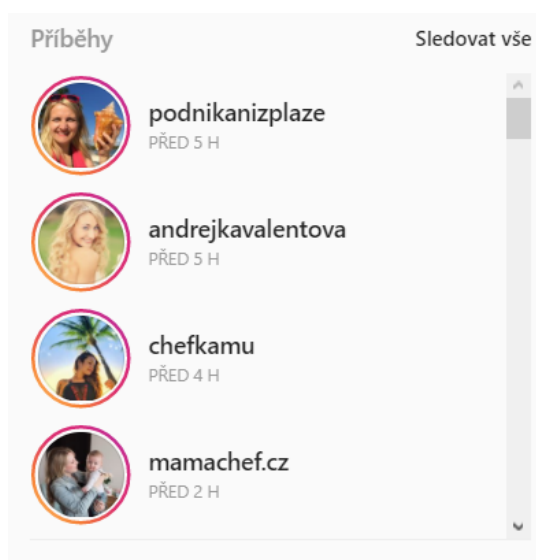 Příběhy Sledovat vše
podnikanizplaze
PŘED 5 H
andrejkavalentova
PŘED 5 H
chefkamu
PŘED 4 H
mamachef.cz
PŘED 2 H